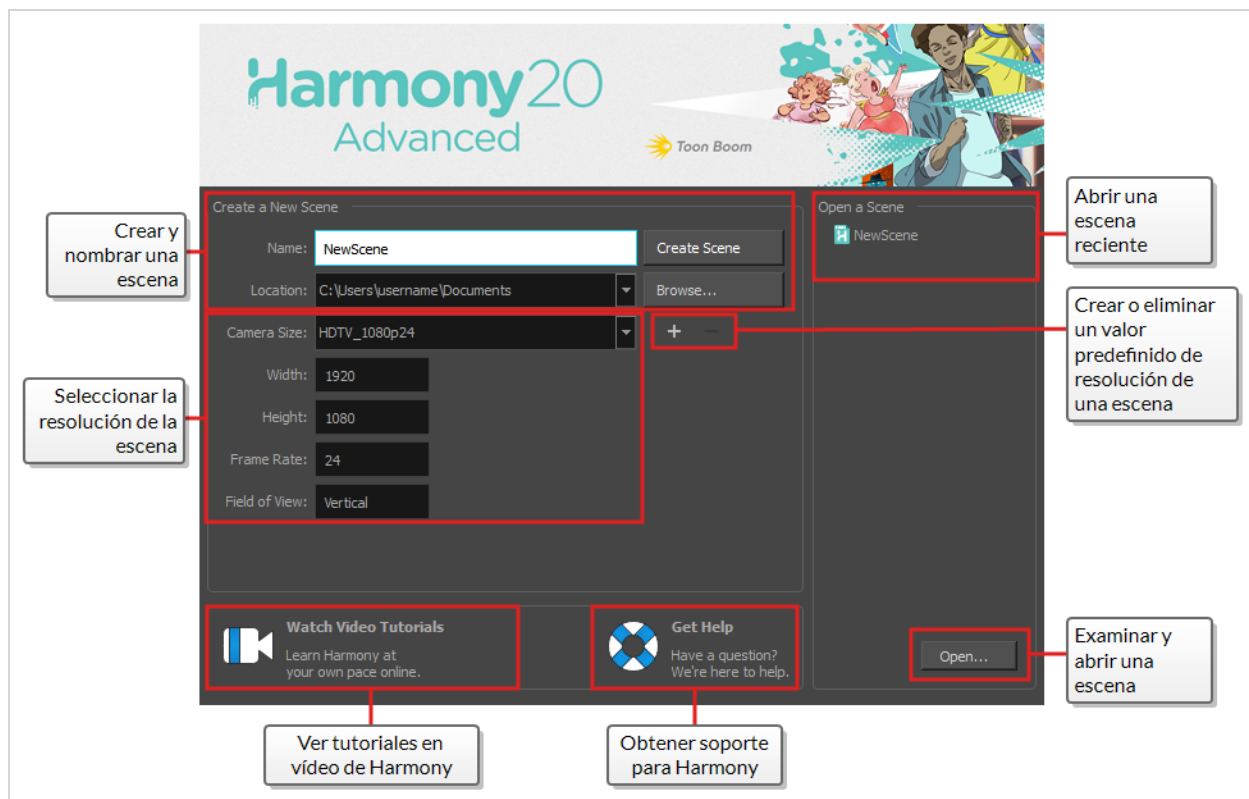 Harmony 20
Advanced
Toon Boom
Create a New Scene
Name:
NewScene
Create Scene
Location:
C:\Users\username\Documents
Browse...
Camera Size:
HDTV_1080p24
+ −
Width:
1920
Height:
1080
Frame Rate:
24
Field of View:
Vertical
Open a Scene
NewScene
Watch Video Tutorials
Learn Harmony at
your own pace online.
Get Help
Have a question?
We're here to help.
Open...
Crear y
nombrar una
escena
Seleccionar la
resolución de la
escena
Abrir una
escena
reciente
Crear o eliminar
un valor
predefinido de
resolución de
una escena
Examinar y
abrir una
escena
Ver tutoriales en
vídeo de Harmony
Obtener soporte
para Harmony